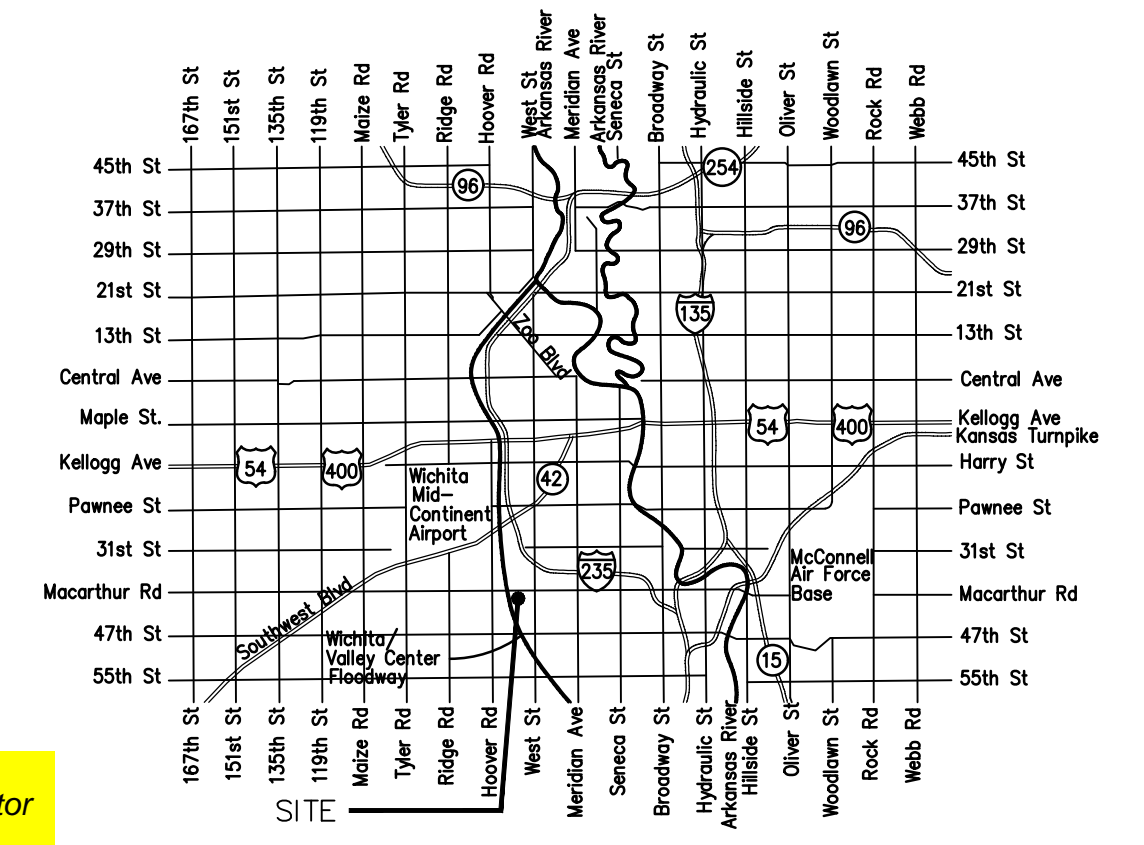 167th St
151st St
135th St
119th St
Maize Rd
Tyler Rd
Ridge Rd
Hoover Rd
West St
Arkansas River
Meridian Ave
Arkansas River
Seneca St
Broadway St
Hydraulic St
Hillside St
Oliver St
Woodlawn St
Rock Rd
Webb Rd
45th St
96
254
45th St
37th St
37th St
96
29th St
29th St
21st St
21st St
135
13th St
Zoo Blvd
13th St
Central Ave
Central Ave
Maple St.
54
400
Kellogg Ave
Kansas Turnpike
Kellogg Ave
54
400
Harry St
Wichita
Mid-
Continent
Airport
42
Pawnee St
Pawnee St
31st St
31st St
235
McConnell
Air Force
Base
Macarthur Rd
Macarthur Rd
Southwest Blvd
47th St
47th St
Wichita/
Valley Center
Floodway
15
55th St
55th St
167th St
151st St
135th St
119th St
Maize Rd
Tyler Rd
Ridge Rd
Hoover Rd
West St
Meridian Ave
Seneca St
Broadway St
Hydraulic St
Arkansas River
Hillside St
Oliver St
Woodlawn St
Rock Rd
Webb Rd
SITE
tor